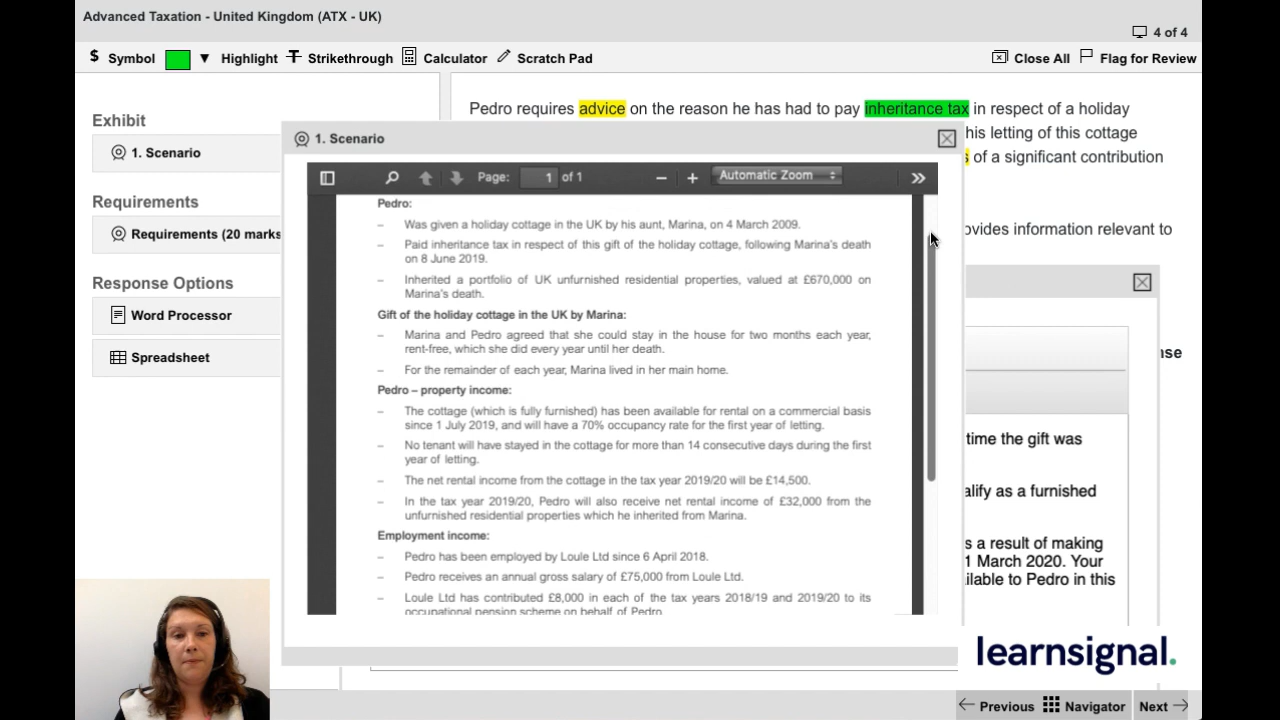 Advanced Taxation - United Kingdom (ATX - UK)
4 of 4
$ Symbol Highlight Strikethrough Calculator Scratch Pad
Close All Flag for Review
Exhibit
1. Scenario
Requirements
Requirements (20 marks
Response Options
Word Processor
Spreadsheet
Pedro requires advice on the reason he has had to pay inheritance tax in respect of a holiday
his letting of this cottage
s of a significant contribution
ovides information relevant to
nse
time the gift was
alify as a furnished
s a result of making
1 March 2020. Your
ilable to Pedro in this
1. Scenario
Page: 1 of 1
Automatic Zoom
Pedro:
– Was given a holiday cottage in the UK by his aunt, Marina, on 4 March 2009.
– Paid inheritance tax in respect of this gift of the holiday cottage, following Marina's death
on 8 June 2019.
– Inherited a portfolio of UK unfurnished residential properties, valued at £670,000 on
Marina's death.
Gift of the holiday cottage in the UK by Marina:
– Marina and Pedro agreed that she could stay in the house for two months each year,
rent-free, which she did every year until her death.
– For the remainder of each year, Marina lived in her main home.
Pedro – property income:
– The cottage (which is fully furnished) has been available for rental on a commercial basis
since 1 July 2019, and will have a 70% occupancy rate for the first year of letting.
– No tenant will have stayed in the cottage for more than 14 consecutive days during the first
year of letting.
– The net rental income from the cottage in the tax year 2019/20 will be £14,500.
– In the tax year 2019/20, Pedro will also receive net rental income of £32,000 from the
unfurnished residential properties which he inherited from Marina.
Employment income:
– Pedro has been employed by Loule Ltd since 6 April 2018.
– Pedro receives an annual gross salary of £75,000 from Loule Ltd.
– Loule Ltd has contributed £8,000 in each of the tax years 2018/19 and 2019/20 to its
occupational pension scheme on behalf of Pedro
learnsignal.
Previous Navigator Next